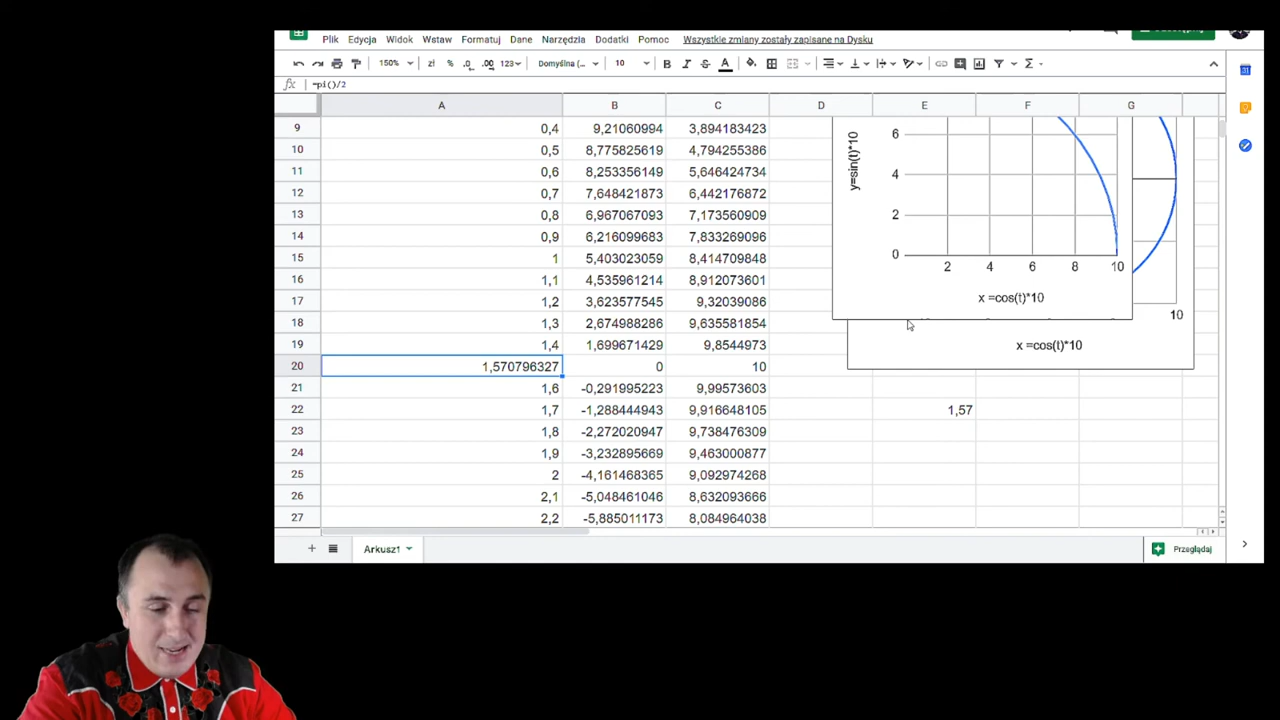 Plik Edycja Widok Wstaw Formatuj Dane Narzędzia Dodatki Pomoc Wszystkie zmiany zostały zapisane na Dysku
150% zł % .0 .00 123 Domyślna (... 10 B I S A Σ
fx =pi()/2
A B C D E F G
9 0,4 9,21060994 3,894183423
10 0,5 8,775825619 4,794255386
11 0,6 8,253356149 5,646424734
12 0,7 7,648421873 6,442176872
13 0,8 6,967067093 7,173560909
14 0,9 6,216099683 7,833269096
15 1 5,403023059 8,414709848
16 1,1 4,535961214 8,912073601
17 1,2 3,623577545 9,32039086
18 1,3 2,674988286 9,635581854
19 1,4 1,699671429 9,8544973
20 1,570796327 0 10
21 1,6 -0,291995223 9,99573603
22 1,7 -1,288444943 9,916648105 1,57
23 1,8 -2,272020947 9,738476309
24 1,9 -3,232895669 9,463000877
25 2 -4,161468365 9,092974268
26 2,1 -5,048461046 8,632093666
27 2,2 -5,885011173 8,084964038
y=sin(t)*10
6
4
2
0
2 4 6 8 10
x =cos(t)*10
10
x =cos(t)*10
+ Arkusz1 Przeglądaj